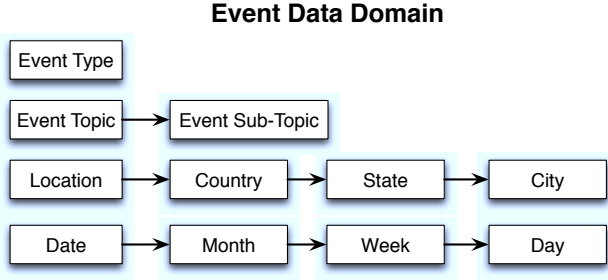 Event Data Domain
Event Type
Event Topic
Event Sub-Topic
Location
Country
State
City
Date
Month
Week
Day